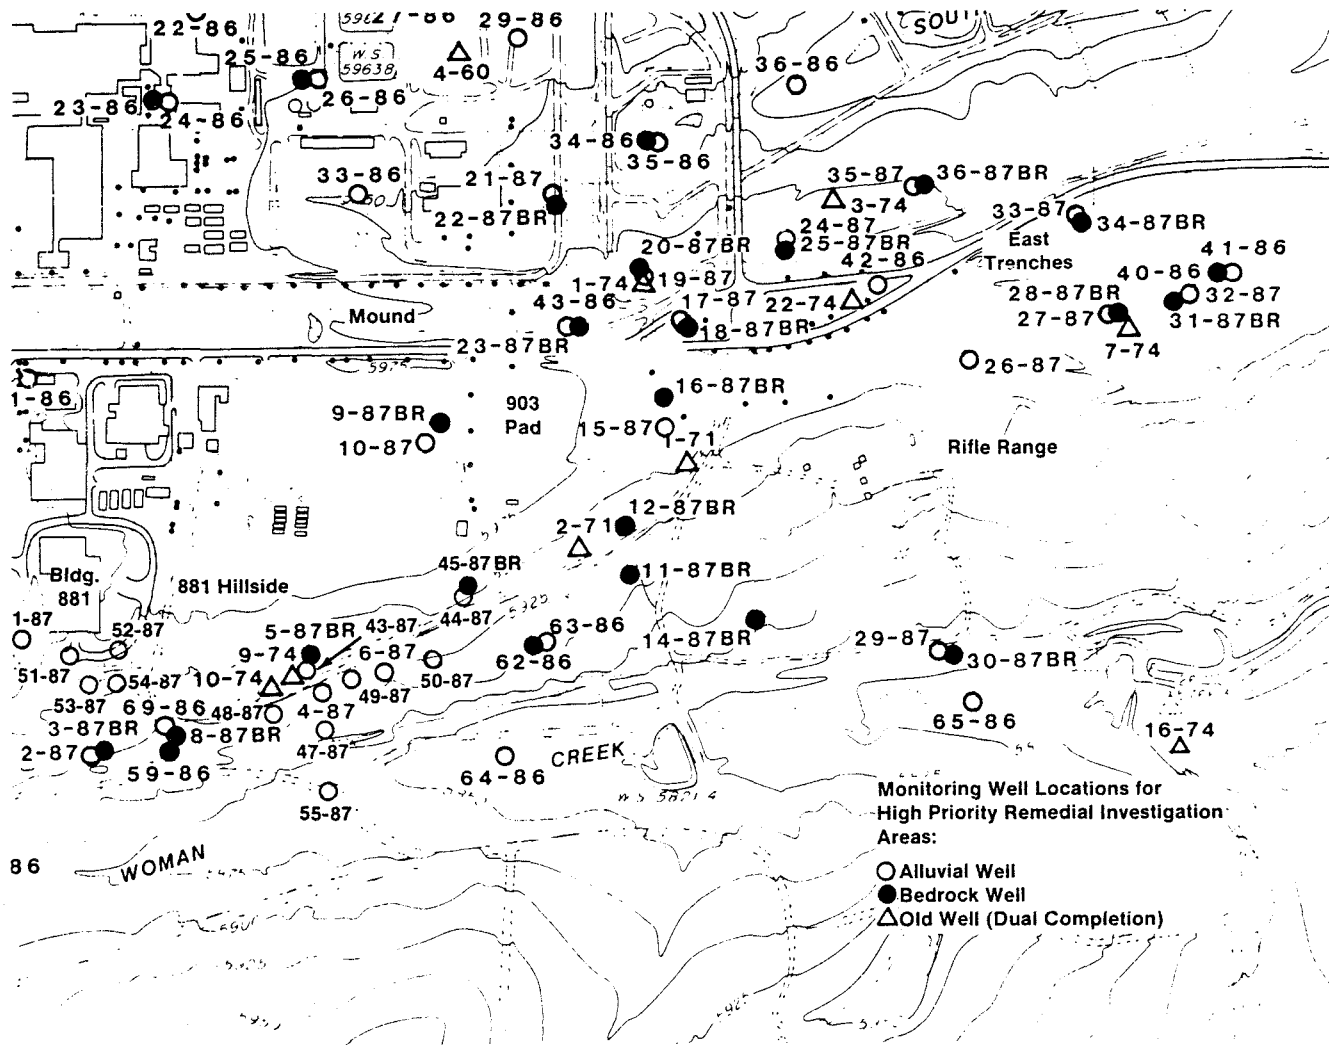 22-86
27-86
29-86
SOUT
25-86
W.S
59638
4-60
36-86
26-86
23-86
24-86
34-86
35-86
33-86
21-87
22-87BR
35-87
36-87BR
3-74
24-87
25-87BR
33-87
34-87BR
East
Trenches
20-87BR
42-86
41-86
40-86
1-74
19-87
43-86
17-87
22-74
28-87BR
32-87
27-87
31-87BR
Mound
18-87BR
7-74
23-87BR
26-87
1-86
16-87BR
9-87BR
903
Pad
10-87
15-87
1-71
Rifle Range
12-87BR
2-71
45-87BR
11-87BR
Bldg.
881
881 Hillside
5925
1-87
52-87
5-87BR
43-87
44-87
63-86
14-87BR
29-87
30-87BR
9-74
6-87
62-86
51-87
54-87
10-74
49-87
50-87
53-87
69-86
48-87
4-87
65-86
3-87BR
8-87BR
47-87
16-74
2-87
59-86
64-86
CREEK
55-87
Monitoring Well Locations for
High Priority Remedial Investigation
Areas:
86
WOMAN
Alluvial Well
Bedrock Well
Old Well (Dual Completion)